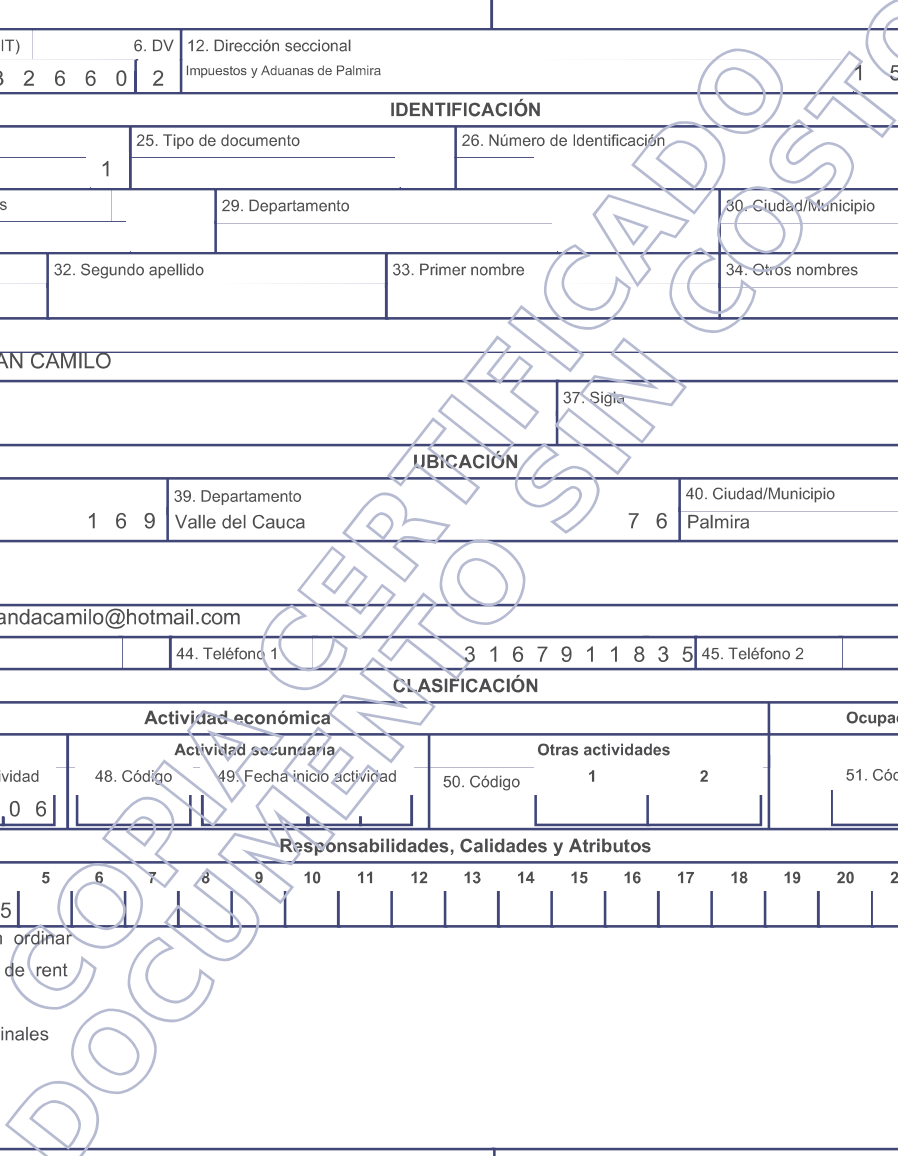 IT) 6. DV 12. Dirección seccional
3 2 6 6 0 2 Impuestos y Aduanas de Palmira 1 5
IDENTIFICACIÓN
25. Tipo de documento 26. Número de Identificación
1
s 29. Departamento 30. Ciudad/Municipio
32. Segundo apellido 33. Primer nombre 34. Otros nombres
AN CAMILO
37. Sigla
UBICACIÓN
39. Departamento 40. Ciudad/Municipio
1 6 9 Valle del Cauca 7 6 Palmira
andacamilo@hotmail.com
44. Teléfono 1 3 1 6 7 9 1 1 8 3 5 45. Teléfono 2
CLASIFICACIÓN
Actividad económica Ocupac
Actividad secundaria Otras actividades
ividad 48. Código 49. Fecha inicio actividad 50. Código 1 2 51. Cód
0 6
Responsabilidades, Calidades y Atributos
5 6 7 8 9 10 11 12 13 14 15 16 17 18 19 20 2
5
n ordinar
de rent
inales
COPIA CERTIFICADO
DOCUMENTO SIN COSTO